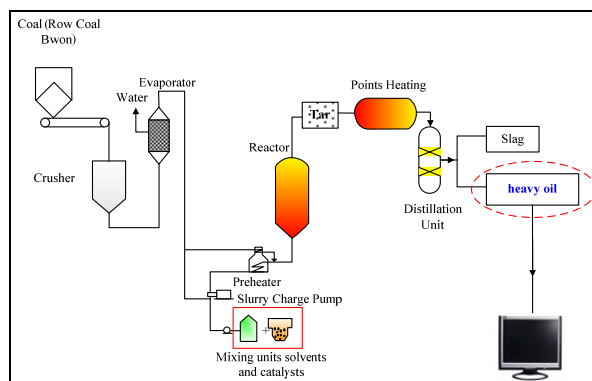 Coal (Row Coal
Bwon)
Evaporator
Water
Crusher
Points Heating
Tar
Reactor
Slag
heavy oil
Distillation
Unit
Preheater
Slurry Charge Pump
Mixing units solvents
and catalysts